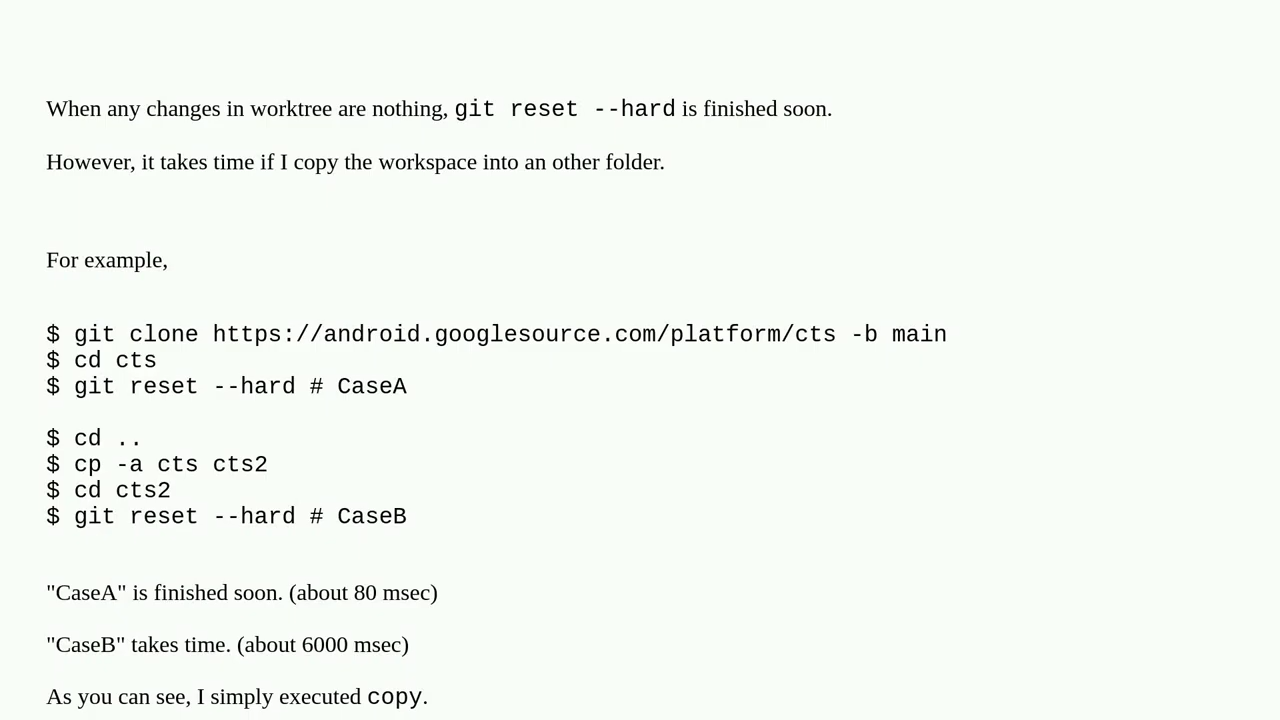 When any changes in worktree are nothing, git reset --hard is finished soon.
However, it takes time if I copy the workspace into an other folder.
For example,
$ git clone https://android.googlesource.com/platform/cts -b main
$ cd cts
$ git reset --hard # CaseA
$ cd ..
$ cp -a cts cts2
$ cd cts2
$ git reset --hard # CaseB
"CaseA" is finished soon. (about 80 msec)
"CaseB" takes time. (about 6000 msec)
As you can see, I simply executed copy.